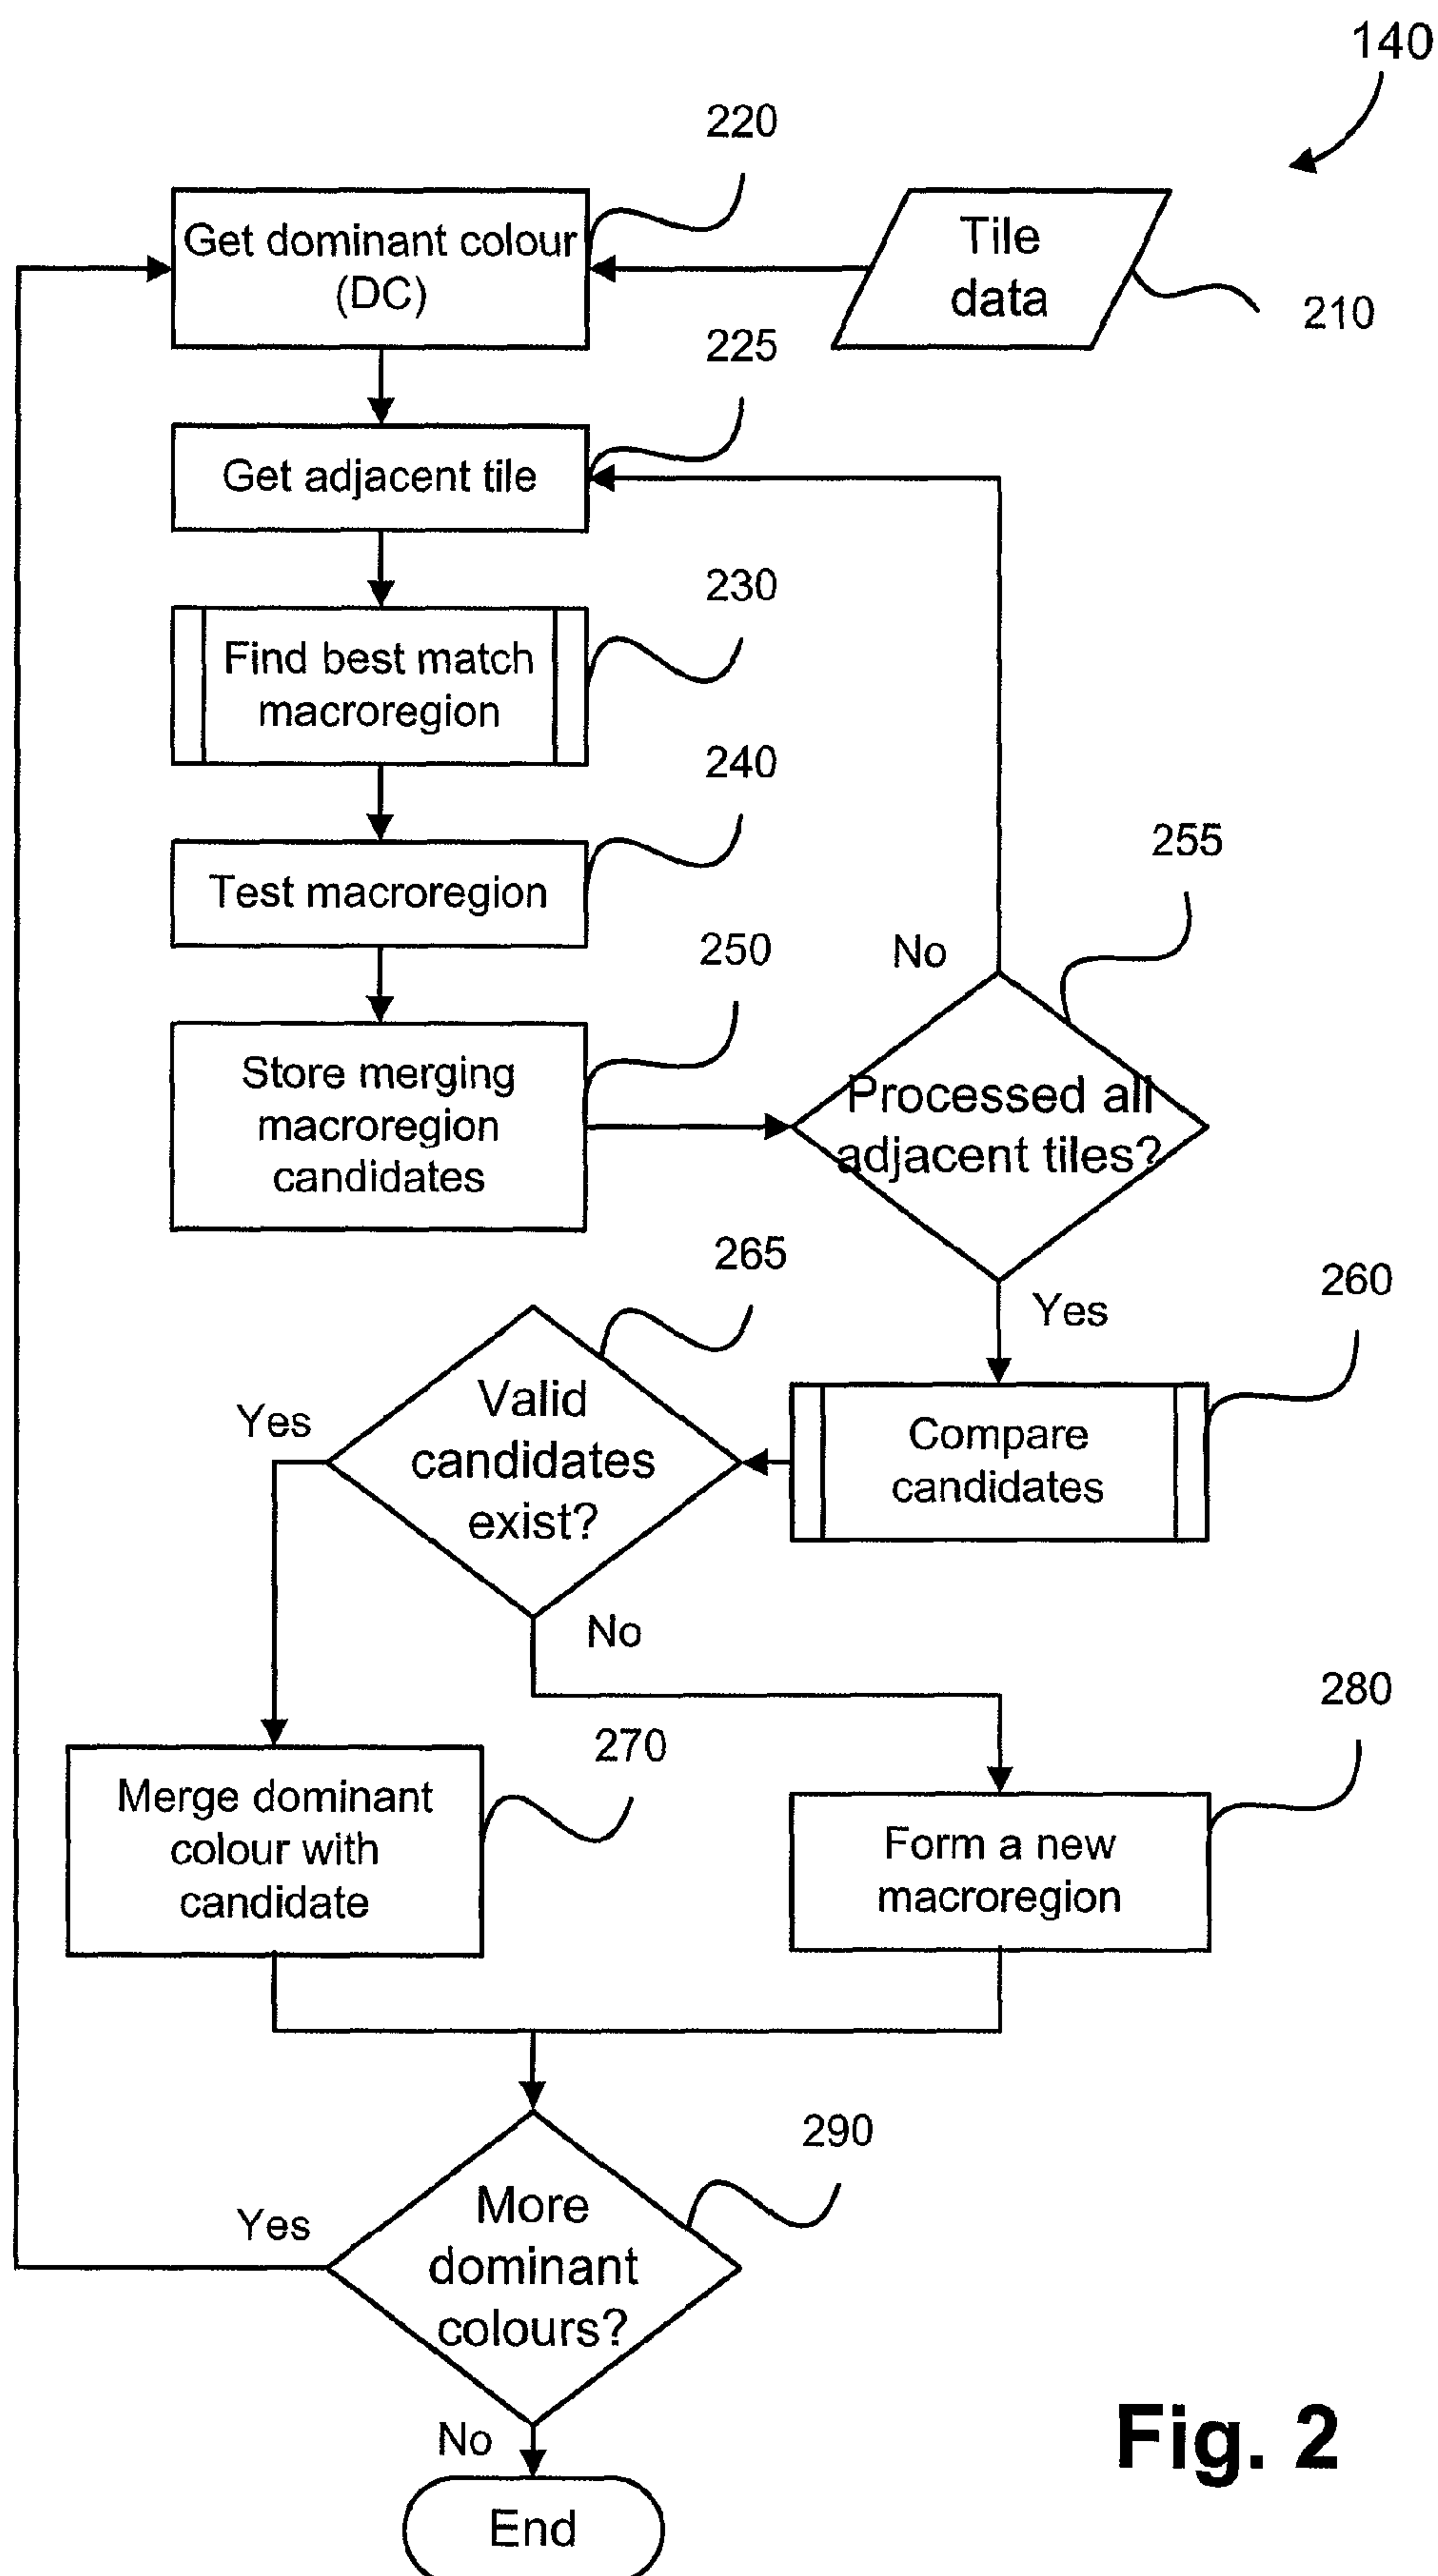 140
220
Get dominant colour
(DC)
Tile
data
210
225
Get adjacent tile
230
Find best match
macroregion
240
Test macroregion
250
Store merging
macroregion
candidates
255
No
Processed all
adjacent tiles?
Yes
260
Compare
candidates
265
Valid
candidates
exist?
Yes
No
270
Merge dominant
colour with
candidate
280
Form a new
macroregion
290
More
dominant
colours?
Yes
No
End
Fig. 2